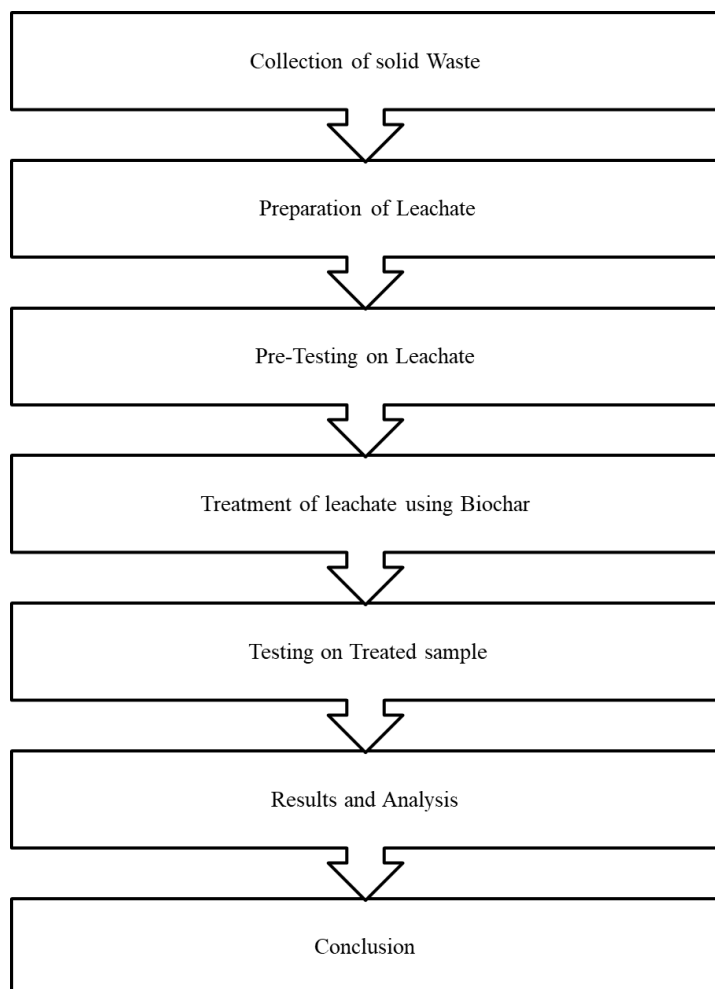 Collection of solid Waste
Preparation of Leachate
Pre-Testing on Leachate
Treatment of leachate using Biochar
Testing on Treated sample
Results and Analysis
Conclusion